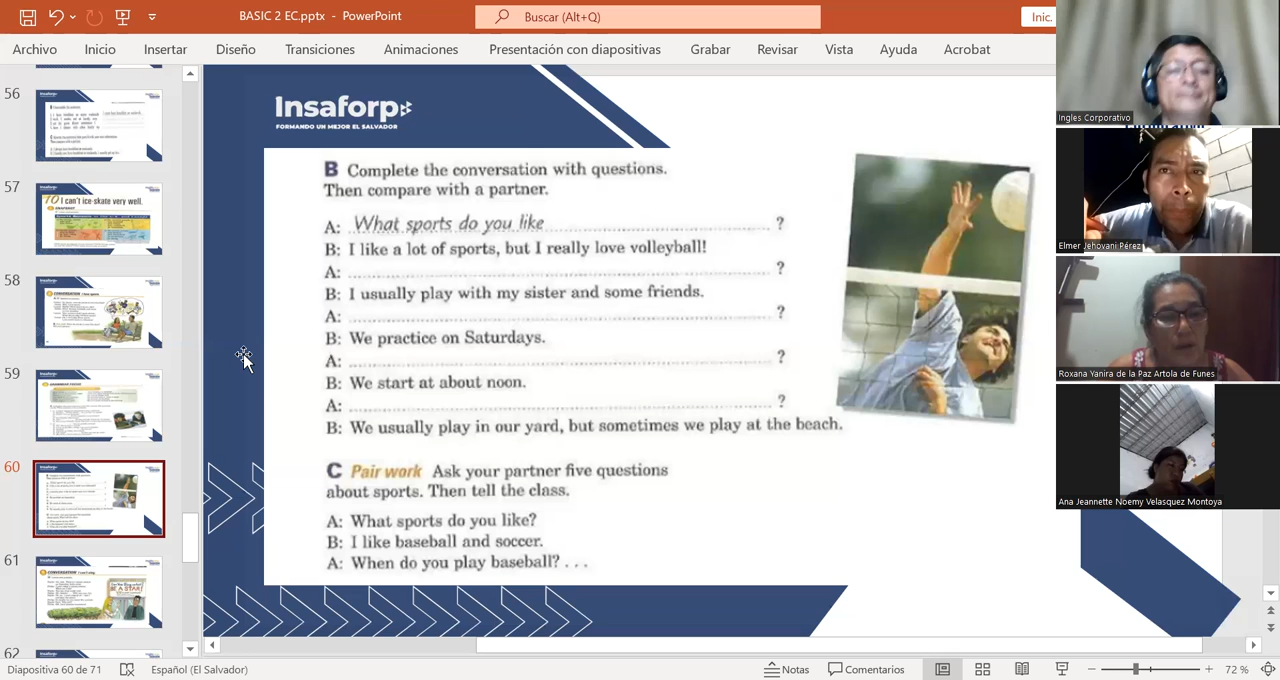 BASIC 2 EC.pptx - PowerPoint
Buscar (Alt+Q)
Inic.
Archivo Inicio Insertar Diseño Transiciones Animaciones Presentación con diapositivas Grabar Revisar Vista Ayuda Acrobat
56
57
10 I can't ice-skate very well.
58
59
60
61
62
Insaforp
FORMANDO UN MEJOR EL SALVADOR
B Complete the conversation with questions.
Then compare with a partner.
A: What sports do you like ?
B: I like a lot of sports, but I really love volleyball!
A: ?
B: I usually play with my sister and some friends.
A: ?
B: We practice on Saturdays.
A: ?
B: We start at about noon.
A: ?
B: We usually play in our yard, but sometimes we play at the beach.
C Pair work Ask your partner five questions
about sports. Then tell the class.
A: What sports do you like?
B: I like baseball and soccer.
A: When do you play baseball? . . .
Ingles Corporativo
Elmer Jehovani Pérez
Roxana Yanira de la Paz Artola de Funes
Ana Jeannette Noemy Velasquez Montoya
Diapositiva 60 de 71 Español (El Salvador) Notas Comentarios 72 %